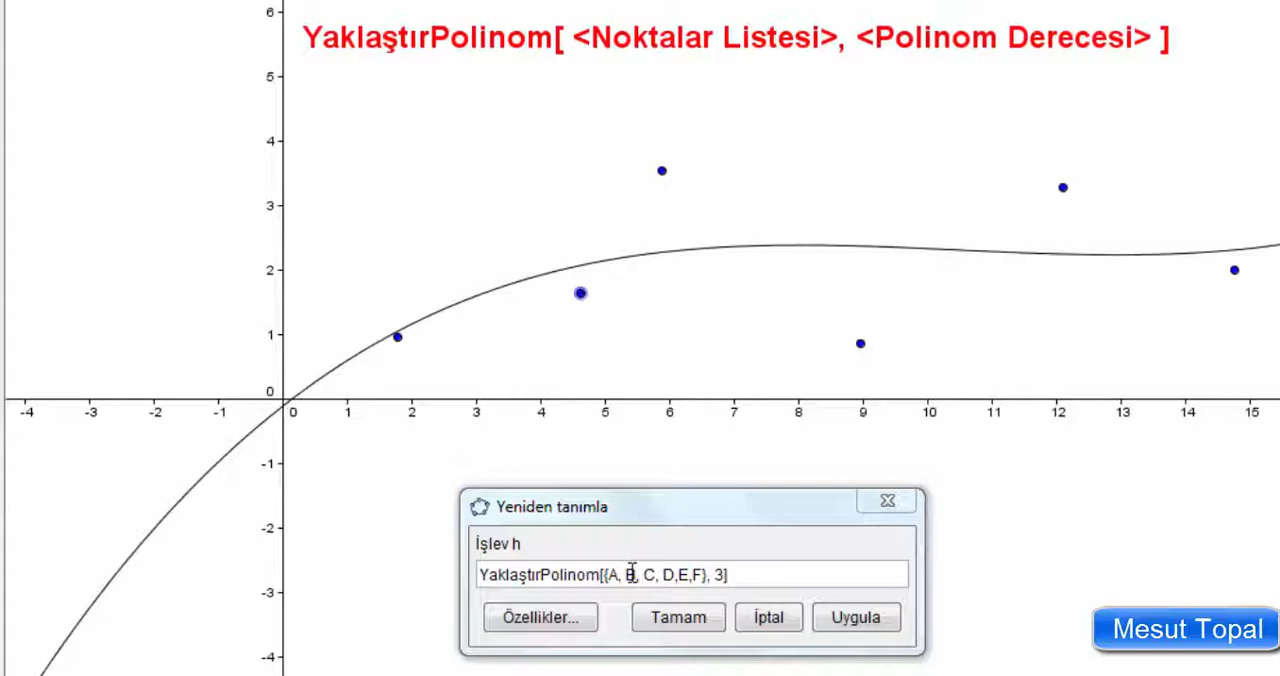 YaklaştırPolinom[ <Noktalar Listesi>, <Polinom Derecesi> ]
6
5
4
3
2
1
0
-4 -3 -2 -1 0 1 2 3 4 5 6 7 8 9 10 11 12 13 14 15
-1
-2
-3
-4
Yeniden tanımla
İşlev h
YaklaştırPolinom[{A, B, C, D,E,F}, 3]
Özellikler... Tamam İptal Uygula
Mesut Topal